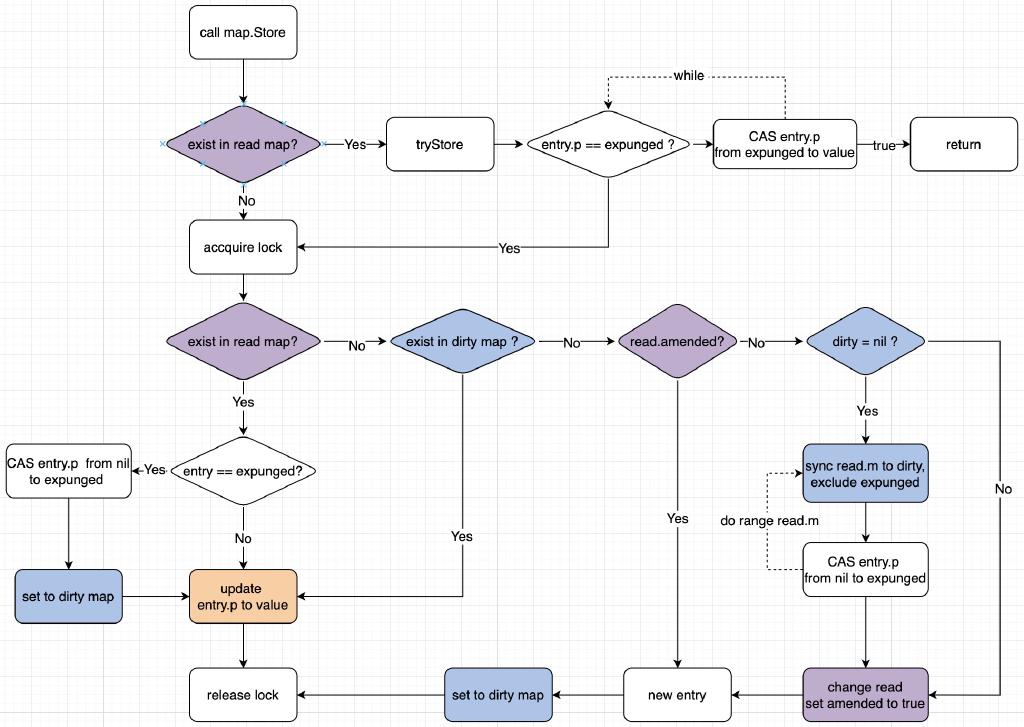 call map.Store
while
exist in read map?
Yes
tryStore
entry.p == expunged ?
CAS entry.p
from expunged to value
true
return
No
accquire lock
Yes
exist in read map?
No
exist in dirty map ?
No
read.amended?
No
dirty = nil ?
Yes
Yes
CAS entry.p  from nil
to expunged
Yes
entry == expunged?
sync read.m to dirty,
exclude expunged
No
Yes
do range read.m
No
Yes
CAS entry.p
from nil to expunged
set to dirty map
update
entry.p to value
release lock
set to dirty map
new entry
change read
set amended to true